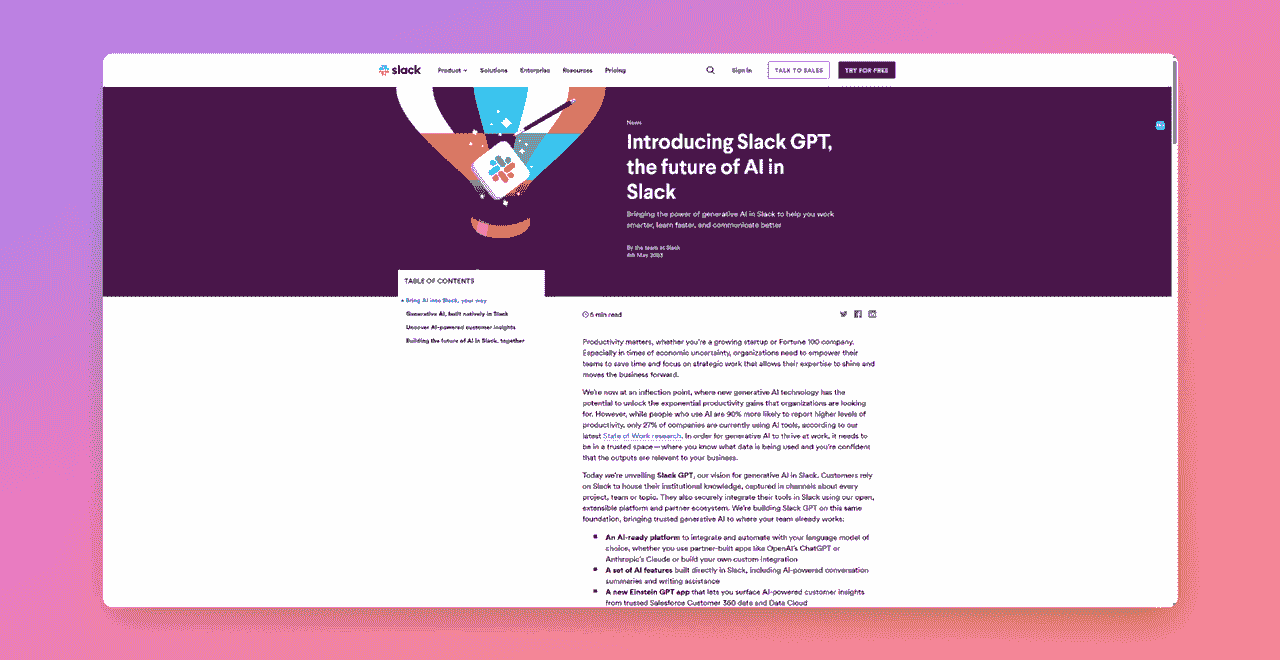 slack
Product Solutions Enterprise Resources Pricing
Sign in TALK TO SALES TRY FOR FREE
News
Introducing Slack GPT,
the future of AI in
Slack
Bringing the power of generative AI in Slack to help you work
smarter, learn faster, and communicate better
By the team at Slack
4th May 2023
TABLE OF CONTENTS
Bring AI into Slack, your way
Generative AI, built natively in Slack
Uncover AI-powered customer insights
Building the future of AI in Slack, together
6 min read
Productivity matters, whether you're a growing startup or Fortune 100 company.
Especially in times of economic uncertainty, organizations need to empower their
teams to save time and focus on strategic work that allows their expertise to shine and
moves the business forward.
We're now at an inflection point, where new generative AI technology has the
potential to unlock the exponential productivity gains that organizations are looking
for. However, while people who use AI are 90% more likely to report higher levels of
productivity, only 27% of companies are currently using AI tools, according to our
latest State of Work research. In order for generative AI to thrive at work, it needs to
be in a trusted space—where you know what data is being used and you're confident
that the outputs are relevant to your business.
Today we're unveiling Slack GPT, our vision for generative AI in Slack. Customers rely
on Slack to house their institutional knowledge, captured in channels about every
project, team or topic. They also securely integrate their tools in Slack using our open,
extensible platform and partner ecosystem. We're building Slack GPT on this same
foundation, bringing trusted generative AI to where your team already works:
An AI-ready platform to integrate and automate with your language model of
choice, whether you use partner-built apps like OpenAI's ChatGPT or
Anthropic's Claude or build your own custom integration
A set of AI features built directly in Slack, including AI-powered conversation
summaries and writing assistance
A new Einstein GPT app that lets you surface AI-powered customer insights
from trusted Salesforce Customer 360 data and Data Cloud